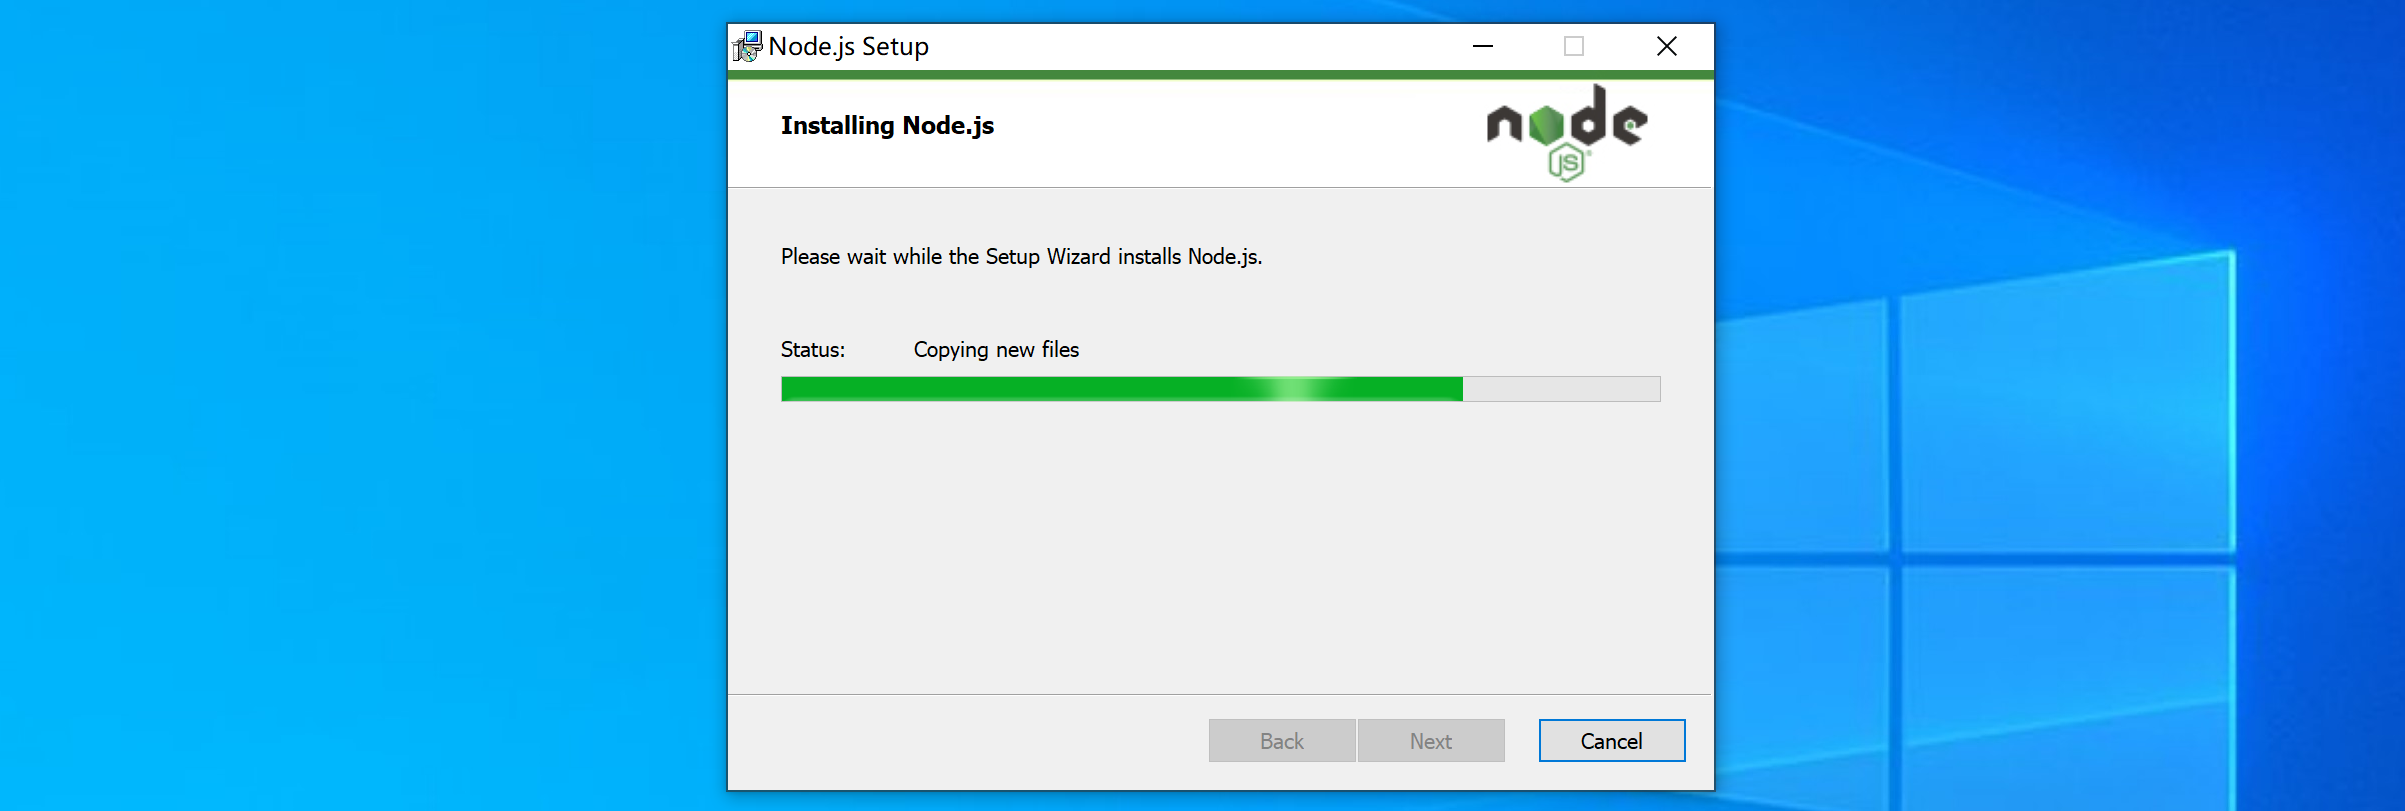 Node.js Setup
Installing Node.js
node
JS
Please wait while the Setup Wizard installs Node.js.
Status: Copying new files
Back Next Cancel